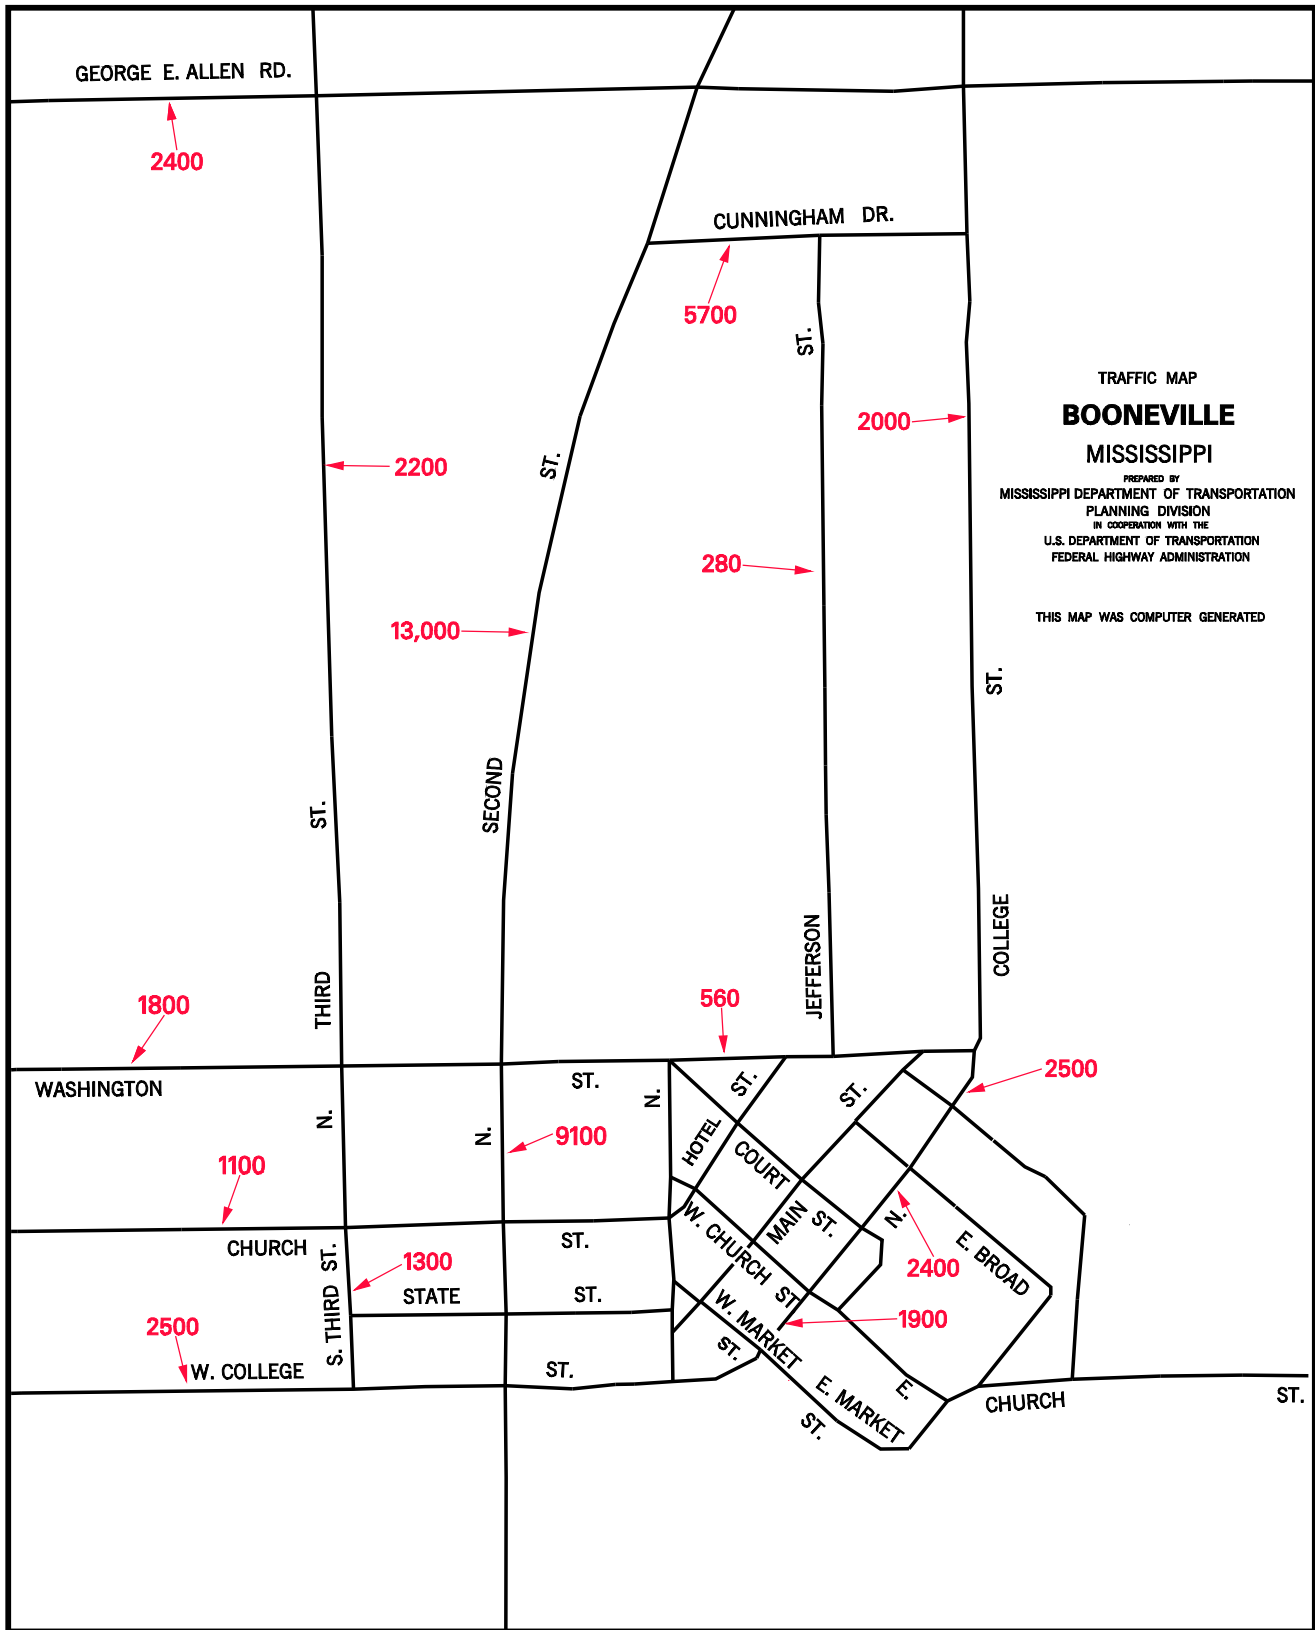 GEORGE E. ALLEN RD.
2400
CUNNINGHAM DR.
5700
ST.
TRAFFIC MAP
BOONEVILLE
MISSISSIPPI
PREPARED BY
MISSISSIPPI DEPARTMENT OF TRANSPORTATION
PLANNING DIVISION
IN COOPERATION WITH THE
U.S. DEPARTMENT OF TRANSPORTATION
FEDERAL HIGHWAY ADMINISTRATION
THIS MAP WAS COMPUTER GENERATED
2000
2200
ST.
280
13,000
ST.
SECOND
ST.
COLLEGE
JEFFERSON
THIRD
1800
560
WASHINGTON
ST.
N.
ST.
ST.
2500
N.
N.
9100
HOTEL
COURT
ST.
1100
W. CHURCH ST.
MAIN
N.
E. BROAD
CHURCH
ST.
S. THIRD ST.
1300
2400
STATE
ST.
2500
W. MARKET
ST.
1900
W. COLLEGE
ST.
E. MARKET
ST.
E.
CHURCH
ST.